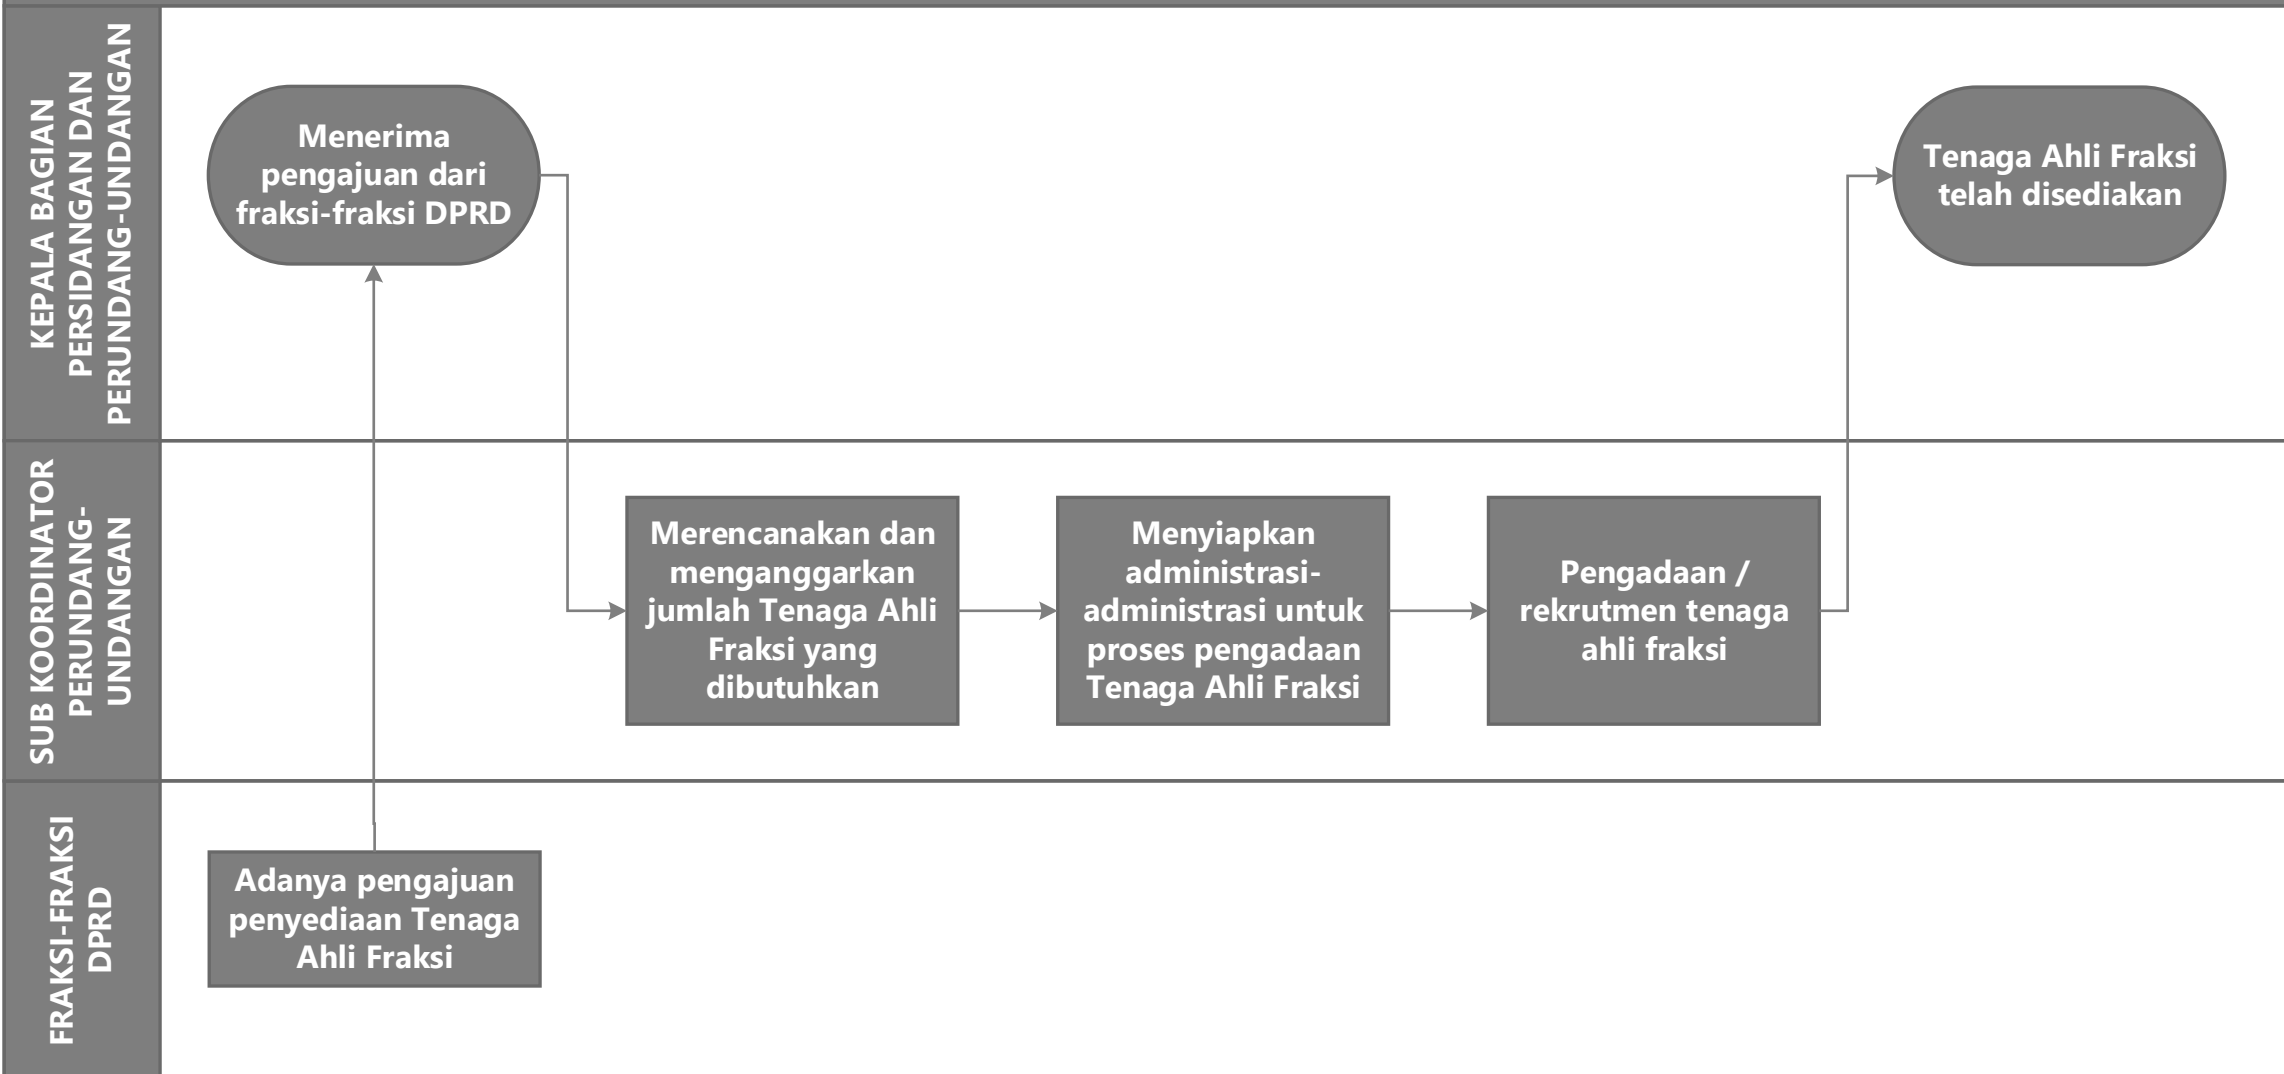 KEPALA BAGIAN
PERSIDANGAN DAN
PERUNDANG-UNDANGAN
Menerima
pengajuan dari
fraksi-fraksi DPRD
Tenaga Ahli Fraksi
telah disediakan
SUB KOORDINATOR
PERUNDANG-
UNDANGAN
Merencanakan dan
menganggarkan
jumlah Tenaga Ahli
Fraksi yang
dibutuhkan
Menyiapkan
administrasi-
administrasi untuk
proses pengadaan
Tenaga Ahli Fraksi
Pengadaan /
rekrutmen tenaga
ahli fraksi
FRAKSI-FRAKSI
DPRD
Adanya pengajuan
penyediaan Tenaga
Ahli Fraksi